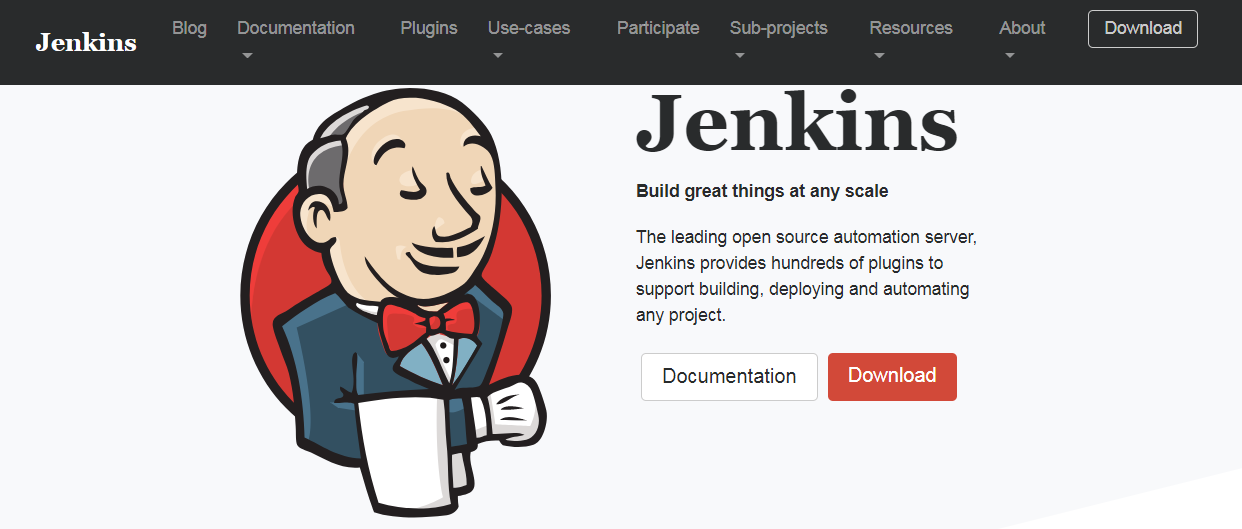 Jenkins Blog Documentation Plugins Use-cases Participate Sub-projects Resources About Download
Jenkins
Build great things at any scale
The leading open source automation server,
Jenkins provides hundreds of plugins to
support building, deploying and automating
any project.
Documentation Download